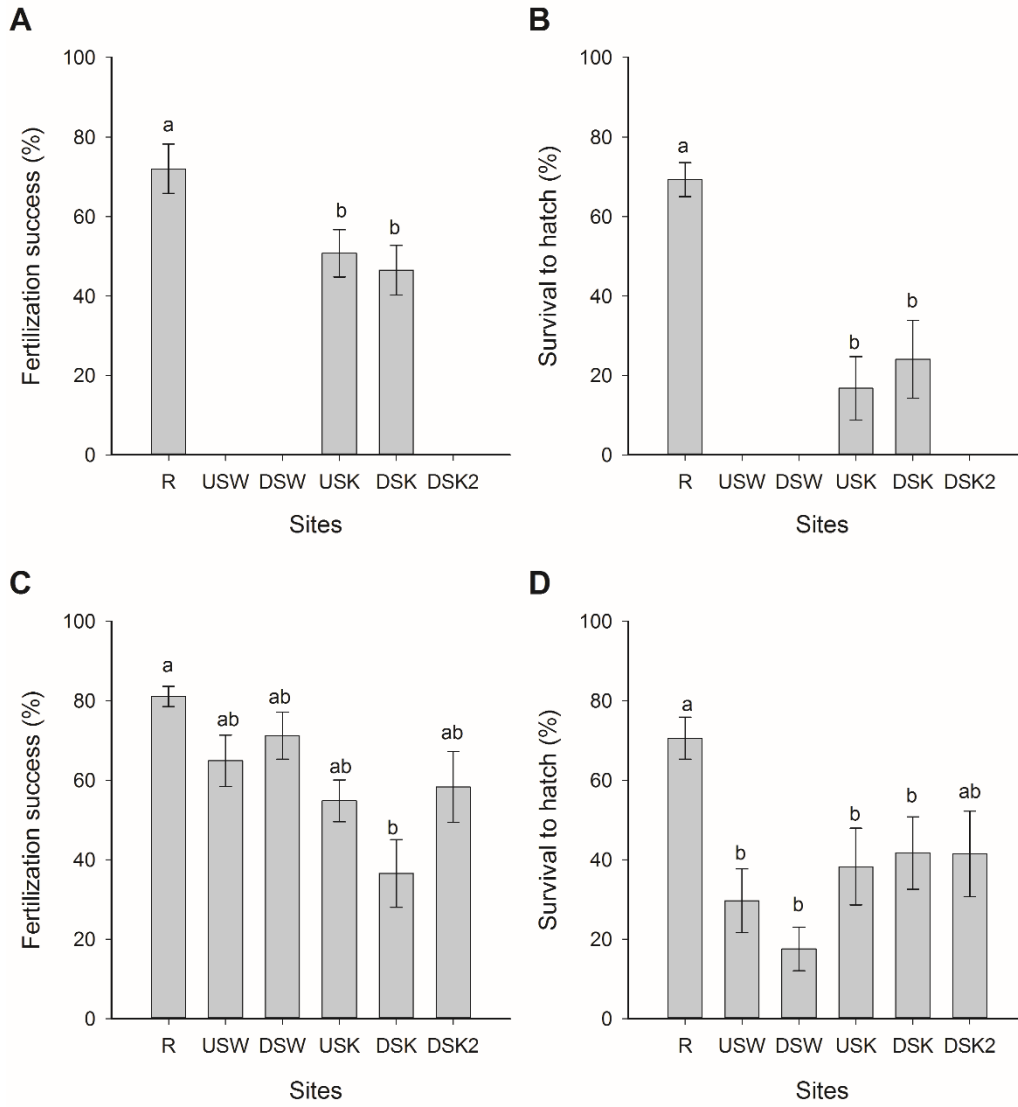 A
Fertilization success (%)
100
80
60
40
20
0
a
b
b
R USW DSW USK DSK DSK2
Sites
B
Survival to hatch (%)
100
80
60
40
20
0
a
b
b
R USW DSW USK DSK DSK2
Sites
C
Fertilization success (%)
100
80
60
40
20
0
a
ab
ab
ab
b
ab
R USW DSW USK DSK DSK2
Sites
D
Survival to hatch (%)
100
80
60
40
20
0
a
b
b
b
b
ab
R USW DSW USK DSK DSK2
Sites